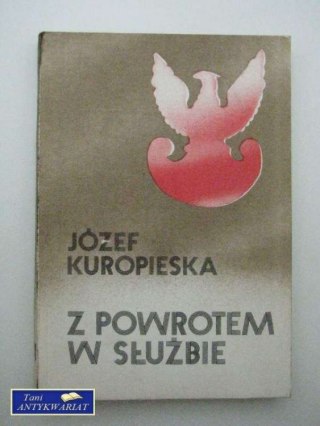 JÓZEF
KUROPIESKA
Z POWROTEM
W SŁUŻBIE
Tani
ANTYKWARIAT